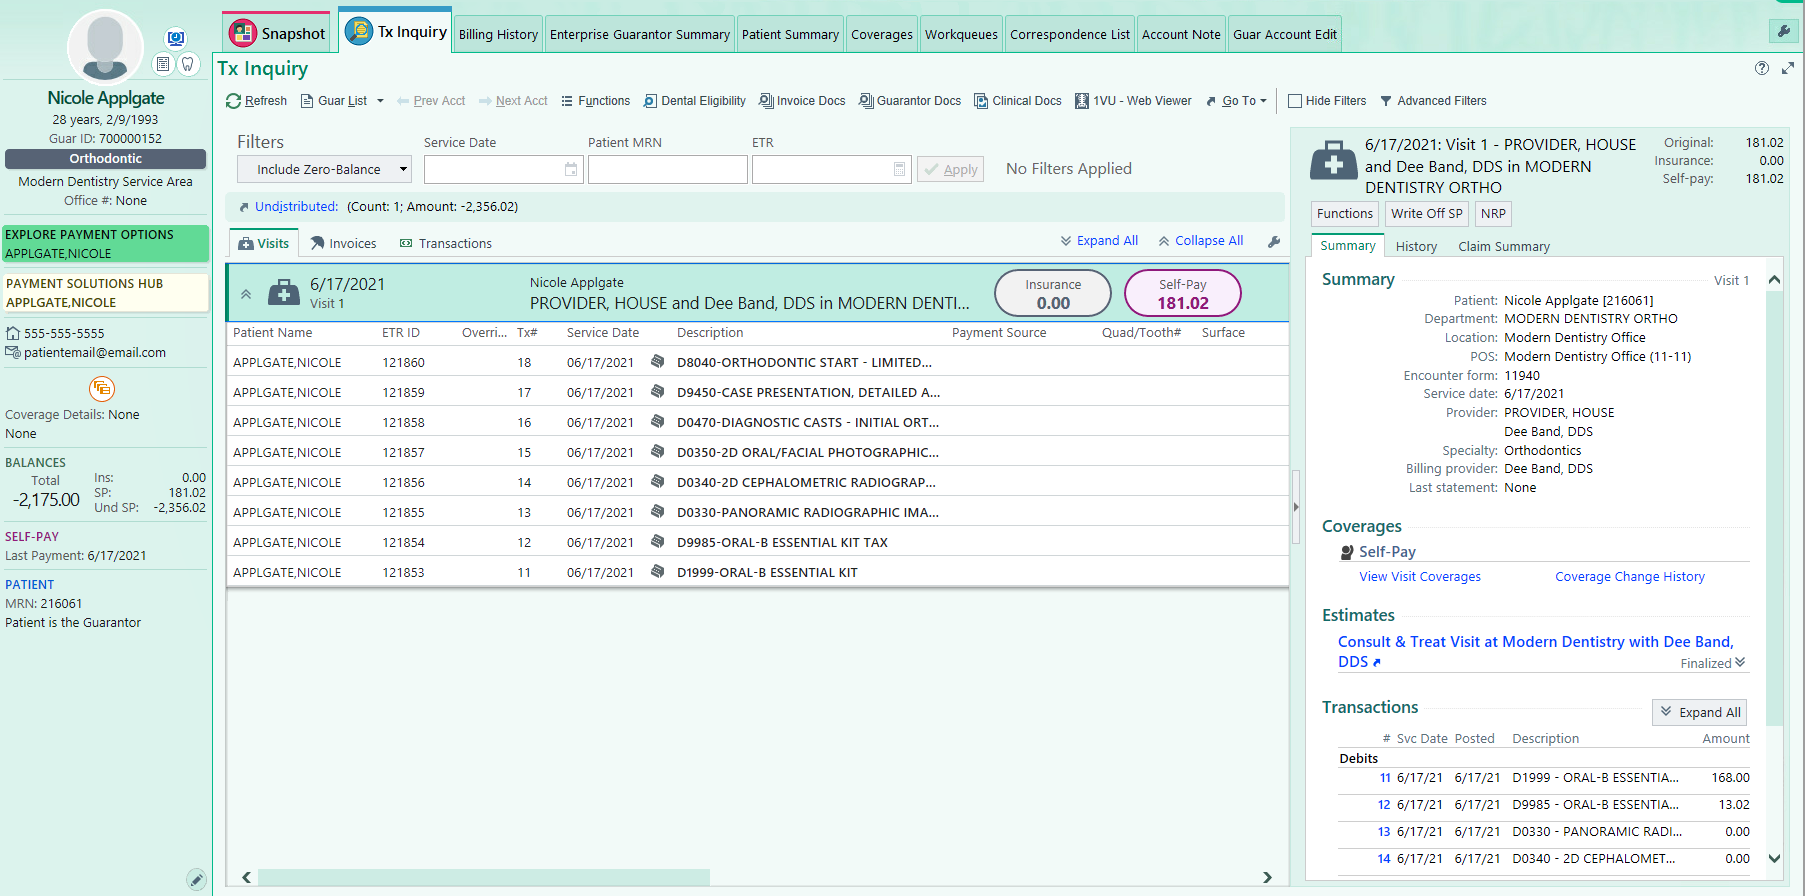 Snapshot
Tx Inquiry
Billing History
Enterprise Guarantor Summary
Patient Summary
Coverages
Workqueues
Correspondence List
Account Note
Guar Account Edit
Nicole Applgate
28 years, 2/9/1993
Guar ID: 700000152
Orthodontic
Modern Dentistry Service Area
Office #: None
EXPLORE PAYMENT OPTIONS
APPLGATE,NICOLE
PAYMENT SOLUTIONS HUB
APPLGATE,NICOLE
555-555-5555
patientemail@email.com
Coverage Details: None
None
BALANCES
Total
-2,175.00
Ins: 0.00
SP: 181.02
Und SP: -2,356.02
SELF-PAY
Last Payment: 6/17/2021
PATIENT
MRN: 216061
Patient is the Guarantor
Tx Inquiry
Refresh
Guar List
Prev Acct
Next Acct
Functions
Dental Eligibility
Invoice Docs
Guarantor Docs
Clinical Docs
1VU - Web Viewer
Go To
Hide Filters
Advanced Filters
Filters
Include Zero-Balance
Service Date
Patient MRN
ETR
Apply
No Filters Applied
Undistributed: (Count: 1; Amount: -2,356.02)
Visits
Invoices
Transactions
Expand All
Collapse All
6/17/2021
Visit 1
Nicole Applgate
PROVIDER, HOUSE and Dee Band, DDS in MODERN DENTI...
Insurance
0.00
Self-Pay
181.02
Patient Name ETR ID Overri... Tx# Service Date Description Payment Source Quad/Tooth# Surface
APPLGATE,NICOLE 121860 18 06/17/2021 D8040-ORTHODONTIC START - LIMITED...
APPLGATE,NICOLE 121859 17 06/17/2021 D9450-CASE PRESENTATION, DETAILED A...
APPLGATE,NICOLE 121858 16 06/17/2021 D0470-DIAGNOSTIC CASTS - INITIAL ORT...
APPLGATE,NICOLE 121857 15 06/17/2021 D0350-2D ORAL/FACIAL PHOTOGRAPHIC...
APPLGATE,NICOLE 121856 14 06/17/2021 D0340-2D CEPHALOMETRIC RADIOGRAP...
APPLGATE,NICOLE 121855 13 06/17/2021 D0330-PANORAMIC RADIOGRAPHIC IMA...
APPLGATE,NICOLE 121854 12 06/17/2021 D9985-ORAL-B ESSENTIAL KIT TAX
APPLGATE,NICOLE 121853 11 06/17/2021 D1999-ORAL-B ESSENTIAL KIT
6/17/2021: Visit 1 - PROVIDER, HOUSE
and Dee Band, DDS in MODERN
DENTISTRY ORTHO
Original: 181.02
Insurance: 0.00
Self-pay: 181.02
Functions
Write Off SP
NRP
Summary
History
Claim Summary
Summary
Visit 1
Patient: Nicole Applgate [216061]
Department: MODERN DENTISTRY ORTHO
Location: Modern Dentistry Office
POS: Modern Dentistry Office (11-11)
Encounter form: 11940
Service date: 6/17/2021
Provider: PROVIDER, HOUSE
Dee Band, DDS
Specialty: Orthodontics
Billing provider: Dee Band, DDS
Last statement: None
Coverages
Self-Pay
View Visit Coverages
Coverage Change History
Estimates
Consult & Treat Visit at Modern Dentistry with Dee Band,
DDS
Finalized
Transactions
Expand All
# Svc Date Posted Description Amount
Debits
11 6/17/21 6/17/21 D1999 - ORAL-B ESSENTIA... 168.00
12 6/17/21 6/17/21 D9985 - ORAL-B ESSENTIA... 13.02
13 6/17/21 6/17/21 D0330 - PANORAMIC RADI... 0.00
14 6/17/21 6/17/21 D0340 - 2D CEPHALOMET... 0.00